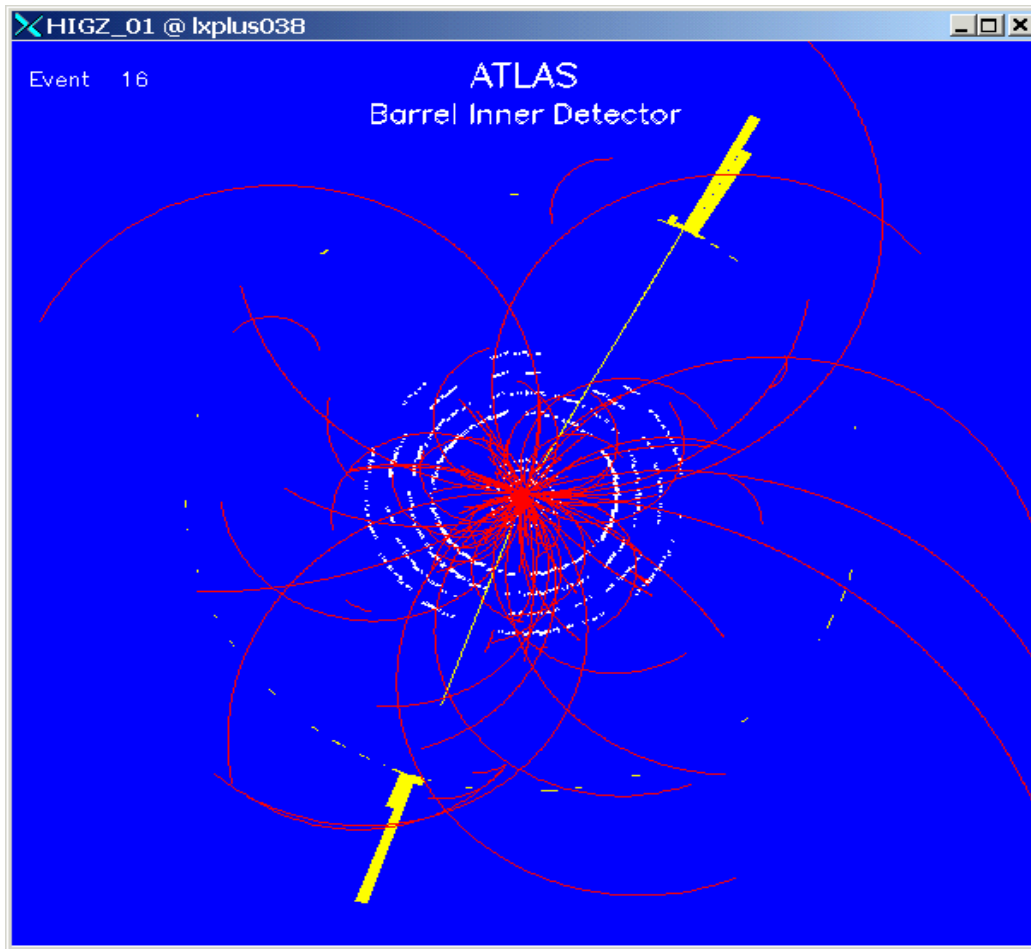 HIGZ_01 @ lxplus038
Event 16
ATLAS
Barrel Inner Detector